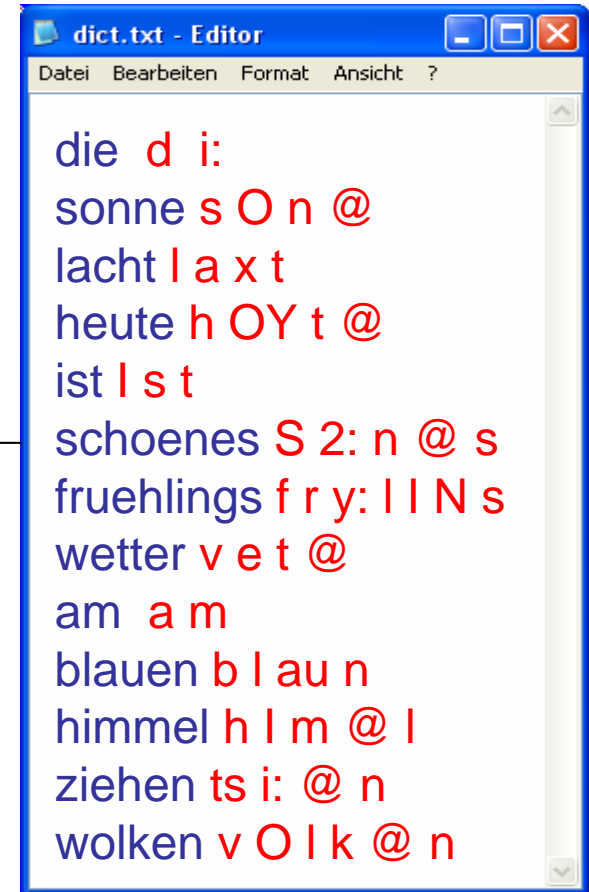 dict.txt - Editor
Datei Bearbeiten Format Ansicht ?
die d i:
sonne s O n @
lacht l a x t
heute h OY t @
ist I s t
schoenes S 2: n @ s
fruehlings f r y: l I N s
wetter v e t @
am a m
blauen b l au n
himmel h I m @ l
ziehen ts i: @ n
wolken v O l k @ n